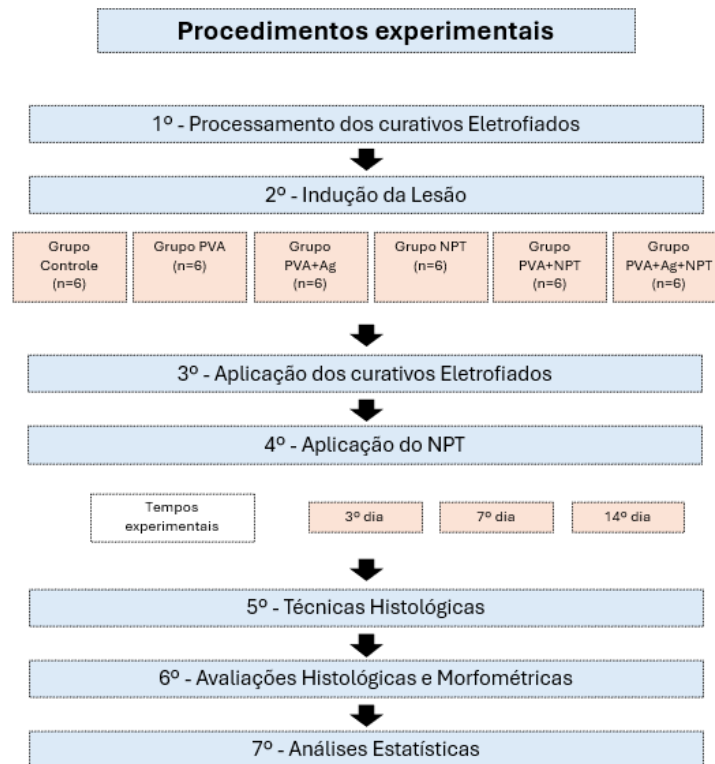 Procedimentos experimentais
1º - Processamento dos curativos Eletrofiados
2º - Indução da Lesão
Grupo
Controle
(n=6)
Grupo PVA
(n=6)
Grupo
PVA+Ag
(n=6)
Grupo NPT
(n=6)
Grupo
PVA+NPT
(n=6)
Grupo
PVA+Ag+NPT
(n=6)
3º - Aplicação dos curativos Eletrofiados
4º - Aplicação do NPT
Tempos
experimentais
3º dia
7º dia
14º dia
5º - Técnicas Histológicas
6º - Avaliações Histológicas e Morfométricas
7º - Análises Estatísticas